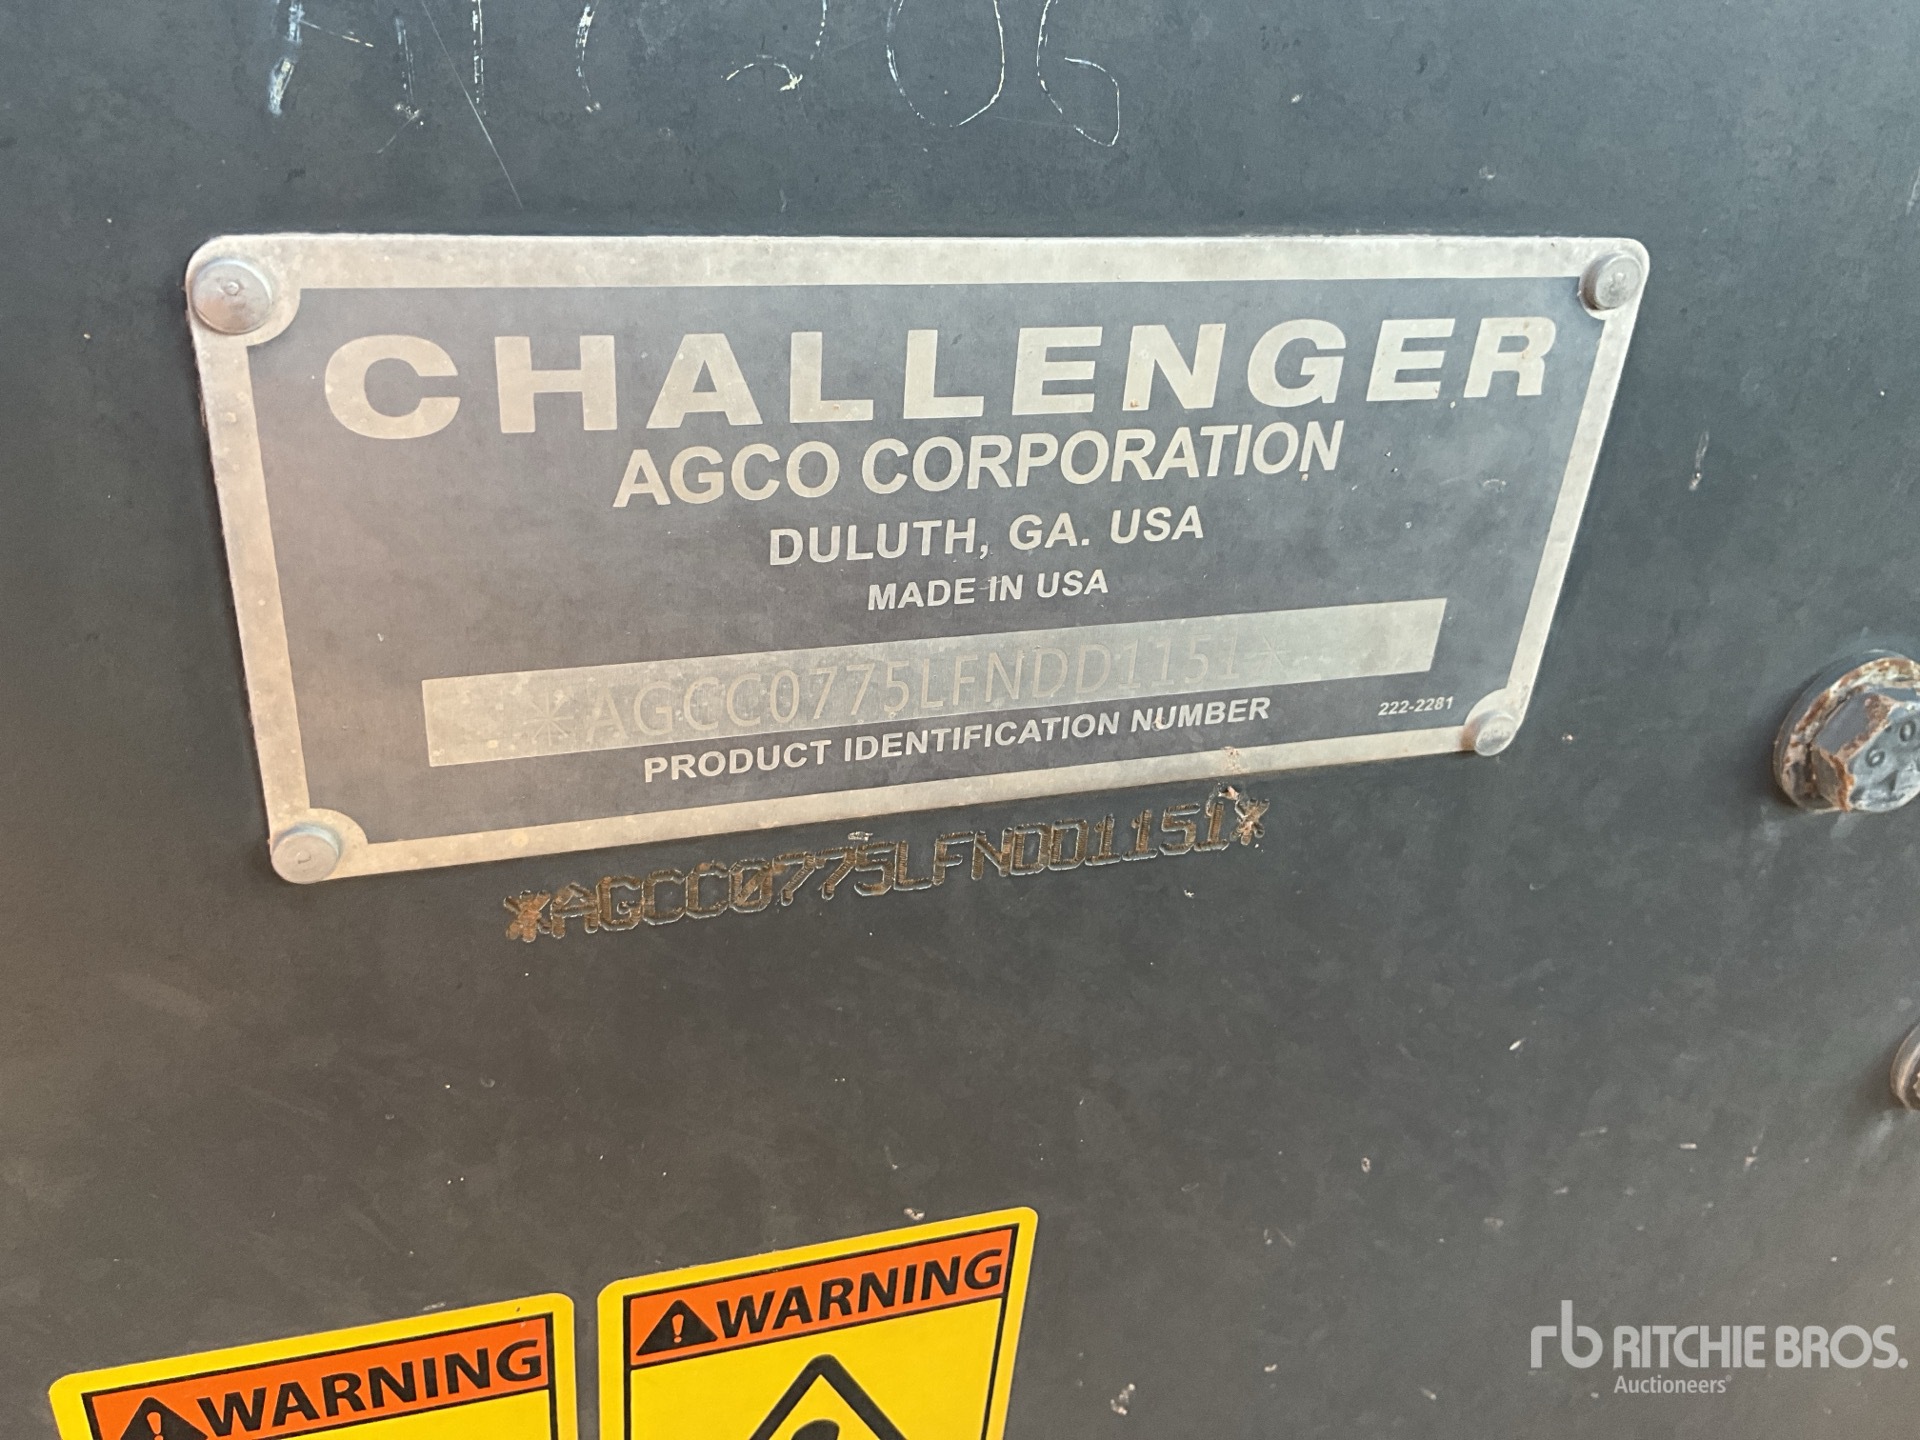 CHALLENGER
AGCO CORPORATION
DULUTH, GA. USA
MADE IN USA
*AGCC0775LFNDD1151*
PRODUCT IDENTIFICATION NUMBER
222-2281
*AGCC0775LFNDD1151*
WARNING
WARNING
rb RITCHIE BROS.
Auctioneers